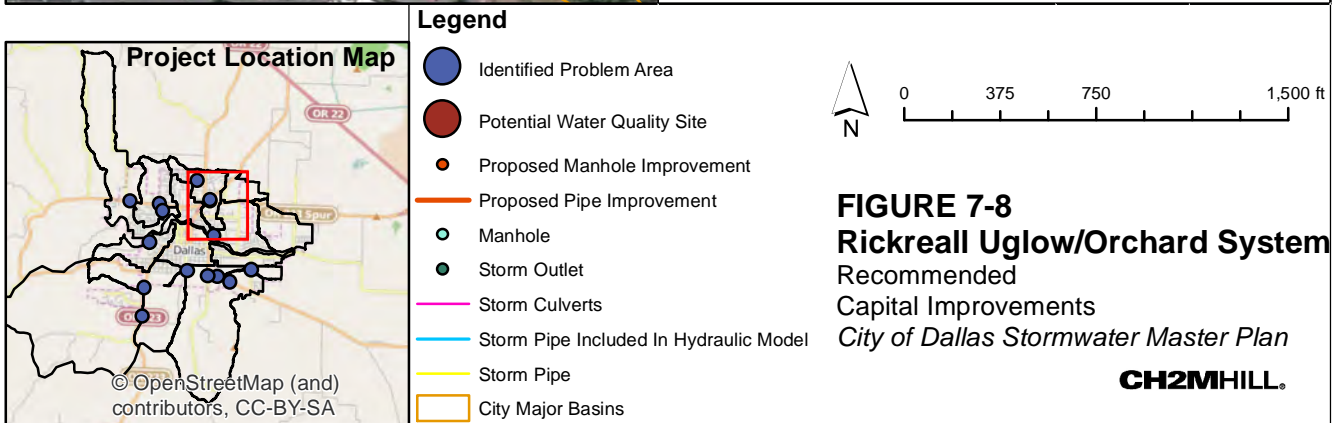 Project Location Map
OR 22
OR 22
Spur
Dallas
© OpenStreetMap (and)
contributors, CC-BY-SA
Legend
Identified Problem Area
Potential Water Quality Site
Proposed Manhole Improvement
Proposed Pipe Improvement
Manhole
Storm Outlet
Storm Culverts
Storm Pipe Included In Hydraulic Model
Storm Pipe
City Major Basins
N
0 375 750 1,500 ft
FIGURE 7-8
Rickreall Uglow/Orchard System
Recommended
Capital Improvements
City of Dallas Stormwater Master Plan
CH2MHILL®